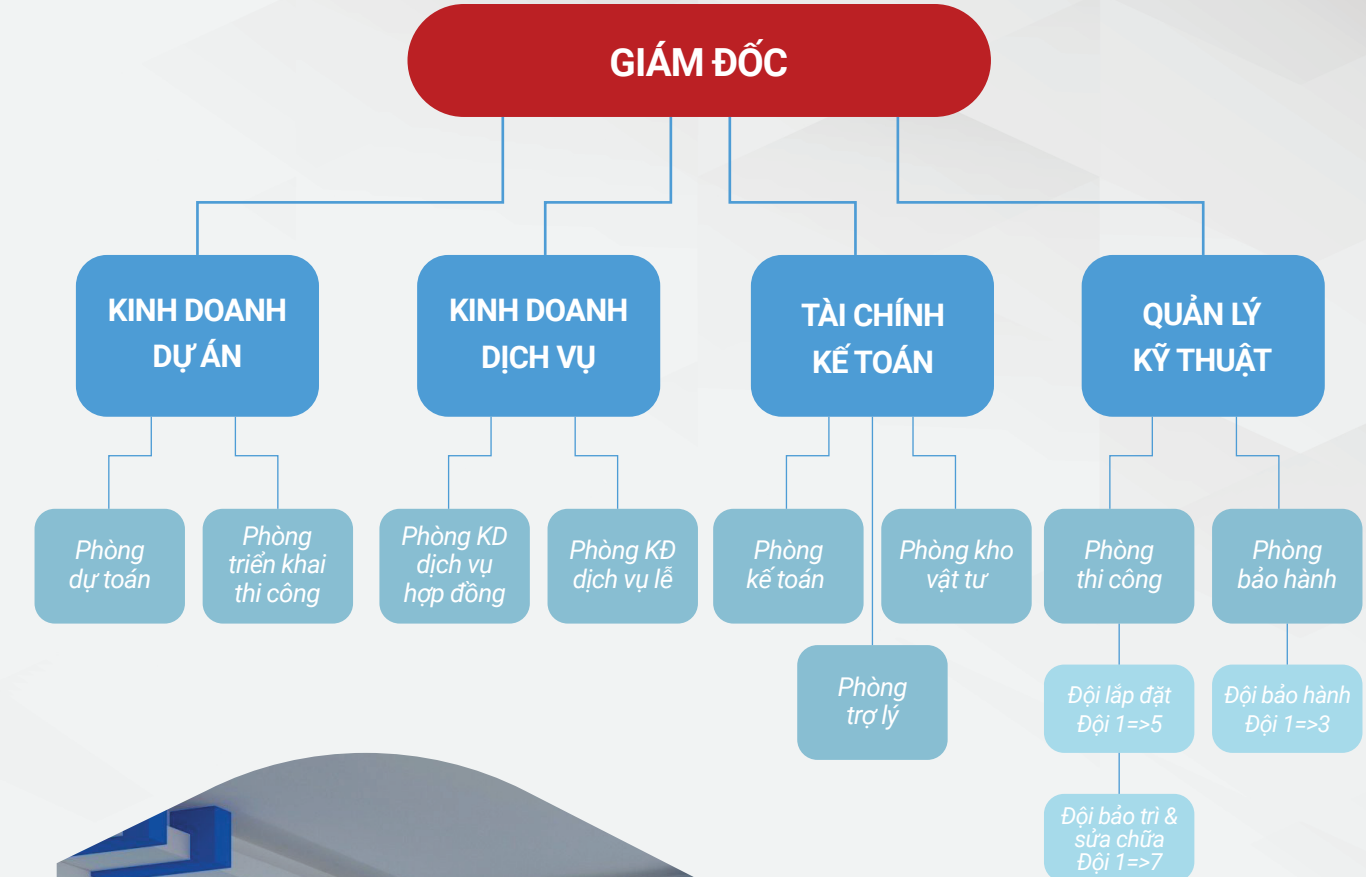 GIÁM ĐỐC
KINH DOANH
DỰ ÁN
KINH DOANH
DỊCH VỤ
TÀI CHÍNH
KẾ TOÁN
QUẢN LÝ
KỸ THUẬT
Phòng
dự toán
Phòng
triển khai
thi công
Phòng KD
dịch vụ
hợp đồng
Phòng KĐ
dịch vụ lẽ
Phòng
kế toán
Phòng kho
vật tư
Phòng
thi công
Phòng
bảo hành
Phòng
trợ lý
Đội lắp đặt
Đội 1=>5
Đội bảo hành
Đội 1=>3
Đội bảo trì &
sửa chữa
Đội 1=>7